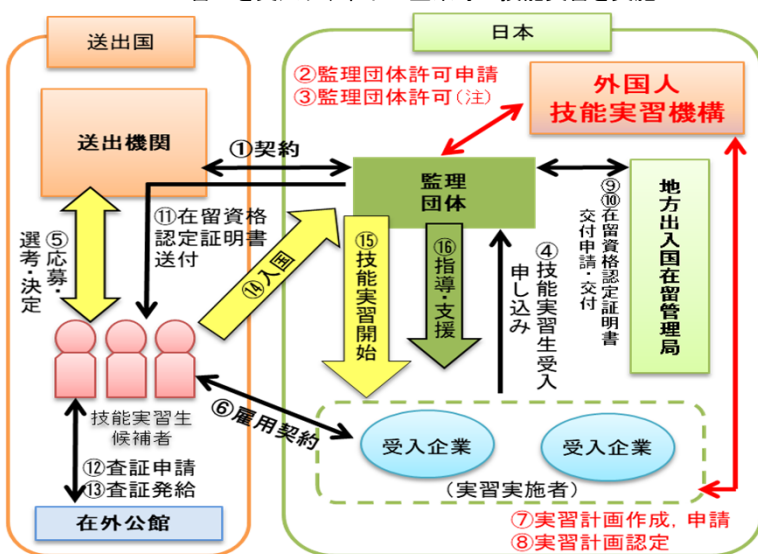 送出国
日本
②監理団体許可申請
③監理団体許可(注)
外国人
技能実習機構
送出機関
①契約
監理
団体
地方出入国在留管理局
⑨⑩在留資格認定証明書
交付申請・交付
⑤応募・
選考・決定
⑪在留資格
認定証明書
送付
⑭入国
⑮技能実習開始
⑯指導・支援
④技能実習生受入
申し込み
技能実習生
候補者
⑥雇用契約
受入企業
受入企業
(実習実施者)
⑫査証申請
⑬査証発給
在外公館
⑦実習計画作成，申請
⑧実習計画認定